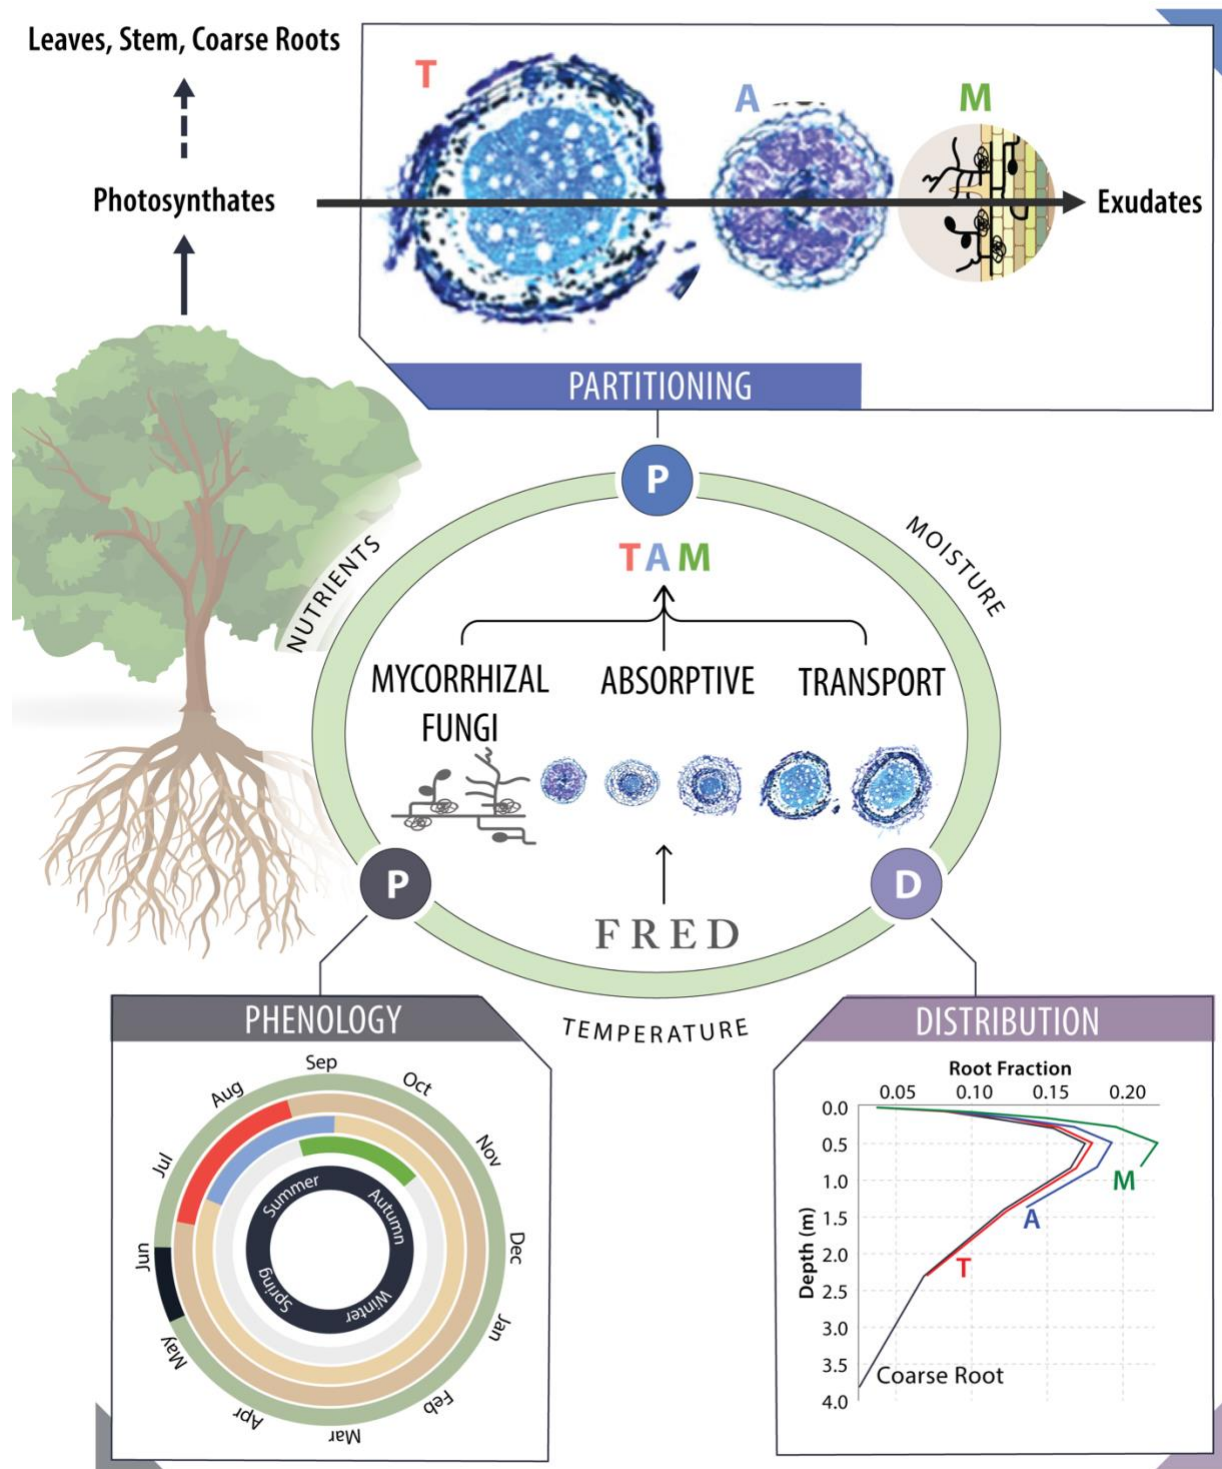 Leaves, Stem, Coarse Roots
Photosynthates
T
A
M
Exudates
PARTITIONING
P
NUTRIENTS
MOISTURE
TAM
MYCORRHIZAL
FUNGI
ABSORPTIVE
TRANSPORT
P
D
FRED
TEMPERATURE
PHENOLOGY
Sep
Oct
Nov
Dec
Jan
Feb
Mar
Apr
May
Jun
Jul
Aug
Summer
Autumn
Winter
Spring
DISTRIBUTION
Root Fraction
0.05 0.10 0.15 0.20
Depth (m)
0.0
0.5
1.0
1.5
2.0
2.5
3.0
3.5
4.0
M
A
T
Coarse Root